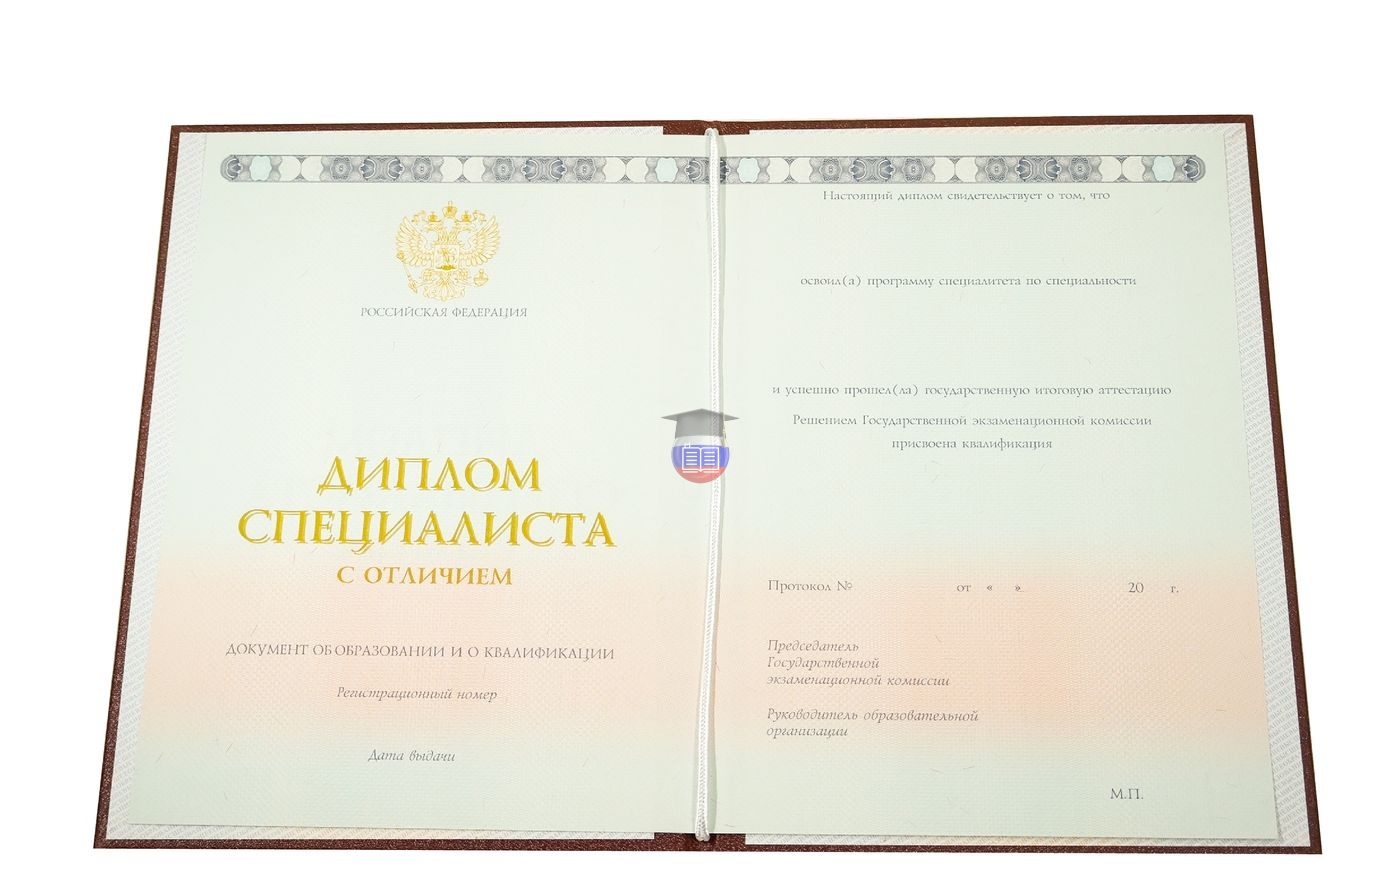 РОССИЙСКАЯ ФЕДЕРАЦИЯ
ДИПЛОМ
СПЕЦИАЛИСТА
С ОТЛИЧИЕМ
ДОКУМЕНТ ОБ ОБРАЗОВАНИИ И О КВАЛИФИКАЦИИ
Регистрационный номер
Дата выдачи
Настоящий диплом свидетельствует о том, что
освоил(а) программу специалитета по специальности
и успешно прошел(ла) государственную итоговую аттестацию
Решением Государственной экзаменационной комиссии
присвоена квалификация
Протокол № от « » 20 г.
Председатель
Государственной
экзаменационной комиссии
Руководитель образовательной
организации
М.П.